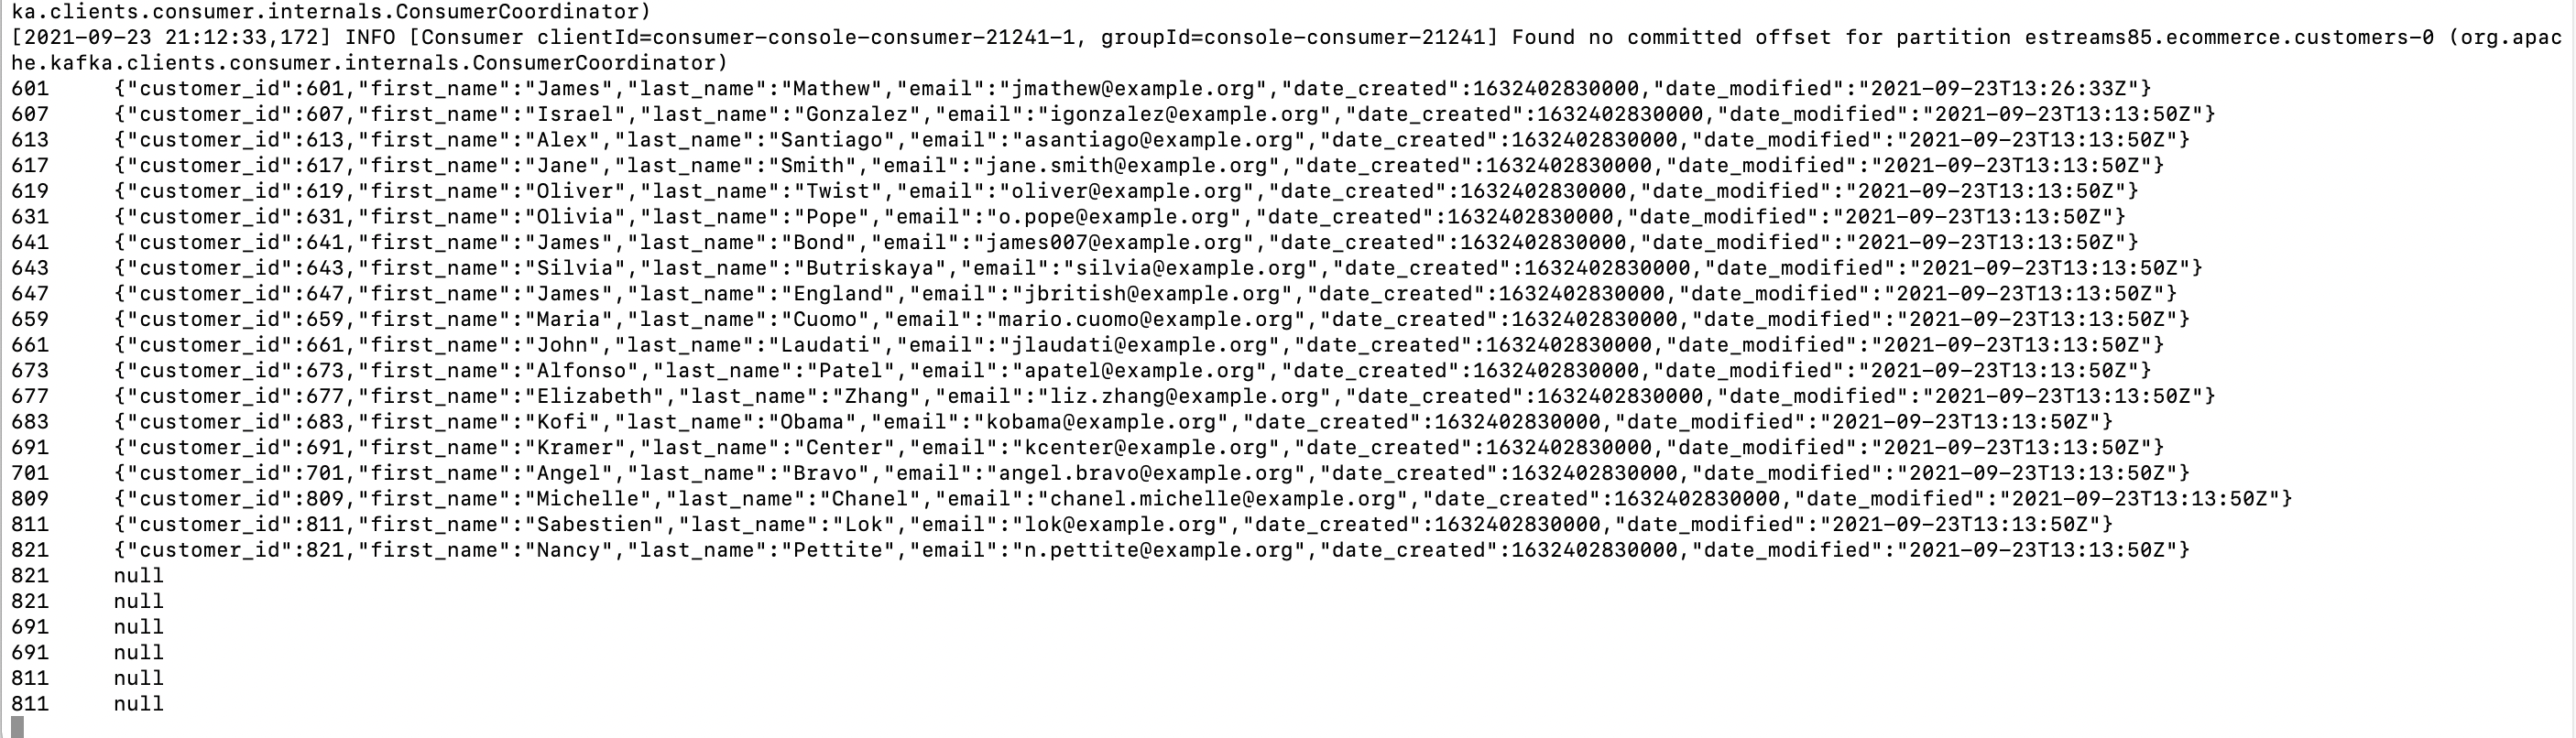 ka.clients.consumer.internals.ConsumerCoordinator)
[2021-09-23 21:12:33,172] INFO [Consumer clientId=consumer-console-consumer-21241-1, groupId=console-consumer-21241] Found no committed offset for partition estreams85.ecommerce.customers-0 (org.apac
he.kafka.clients.consumer.internals.ConsumerCoordinator)
601	{"customer_id":601,"first_name":"James","last_name":"Mathew","email":"jmathew@example.org","date_created":1632402830000,"date_modified":"2021-09-23T13:26:33Z"}
607	{"customer_id":607,"first_name":"Israel","last_name":"Gonzalez","email":"igonzalez@example.org","date_created":1632402830000,"date_modified":"2021-09-23T13:13:50Z"}
613	{"customer_id":613,"first_name":"Alex","last_name":"Santiago","email":"asantiago@example.org","date_created":1632402830000,"date_modified":"2021-09-23T13:13:50Z"}
617	{"customer_id":617,"first_name":"Jane","last_name":"Smith","email":"jane.smith@example.org","date_created":1632402830000,"date_modified":"2021-09-23T13:13:50Z"}
619	{"customer_id":619,"first_name":"Oliver","last_name":"Twist","email":"oliver@example.org","date_created":1632402830000,"date_modified":"2021-09-23T13:13:50Z"}
631	{"customer_id":631,"first_name":"Olivia","last_name":"Pope","email":"o.pope@example.org","date_created":1632402830000,"date_modified":"2021-09-23T13:13:50Z"}
641	{"customer_id":641,"first_name":"James","last_name":"Bond","email":"james007@example.org","date_created":1632402830000,"date_modified":"2021-09-23T13:13:50Z"}
643	{"customer_id":643,"first_name":"Silvia","last_name":"Butriskaya","email":"silvia@example.org","date_created":1632402830000,"date_modified":"2021-09-23T13:13:50Z"}
647	{"customer_id":647,"first_name":"James","last_name":"England","email":"jbritish@example.org","date_created":1632402830000,"date_modified":"2021-09-23T13:13:50Z"}
659	{"customer_id":659,"first_name":"Maria","last_name":"Cuomo","email":"mario.cuomo@example.org","date_created":1632402830000,"date_modified":"2021-09-23T13:13:50Z"}
661	{"customer_id":661,"first_name":"John","last_name":"Laudati","email":"jlaudati@example.org","date_created":1632402830000,"date_modified":"2021-09-23T13:13:50Z"}
673	{"customer_id":673,"first_name":"Alfonso","last_name":"Patel","email":"apatel@example.org","date_created":1632402830000,"date_modified":"2021-09-23T13:13:50Z"}
677	{"customer_id":677,"first_name":"Elizabeth","last_name":"Zhang","email":"liz.zhang@example.org","date_created":1632402830000,"date_modified":"2021-09-23T13:13:50Z"}
683	{"customer_id":683,"first_name":"Kofi","last_name":"Obama","email":"kobama@example.org","date_created":1632402830000,"date_modified":"2021-09-23T13:13:50Z"}
691	{"customer_id":691,"first_name":"Kramer","last_name":"Center","email":"kcenter@example.org","date_created":1632402830000,"date_modified":"2021-09-23T13:13:50Z"}
701	{"customer_id":701,"first_name":"Angel","last_name":"Bravo","email":"angel.bravo@example.org","date_created":1632402830000,"date_modified":"2021-09-23T13:13:50Z"}
809	{"customer_id":809,"first_name":"Michelle","last_name":"Chanel","email":"chanel.michelle@example.org","date_created":1632402830000,"date_modified":"2021-09-23T13:13:50Z"}
811	{"customer_id":811,"first_name":"Sabestien","last_name":"Lok","email":"lok@example.org","date_created":1632402830000,"date_modified":"2021-09-23T13:13:50Z"}
821	{"customer_id":821,"first_name":"Nancy","last_name":"Pettite","email":"n.pettite@example.org","date_created":1632402830000,"date_modified":"2021-09-23T13:13:50Z"}
821	null
821	null
691	null
691	null
811	null
811	null